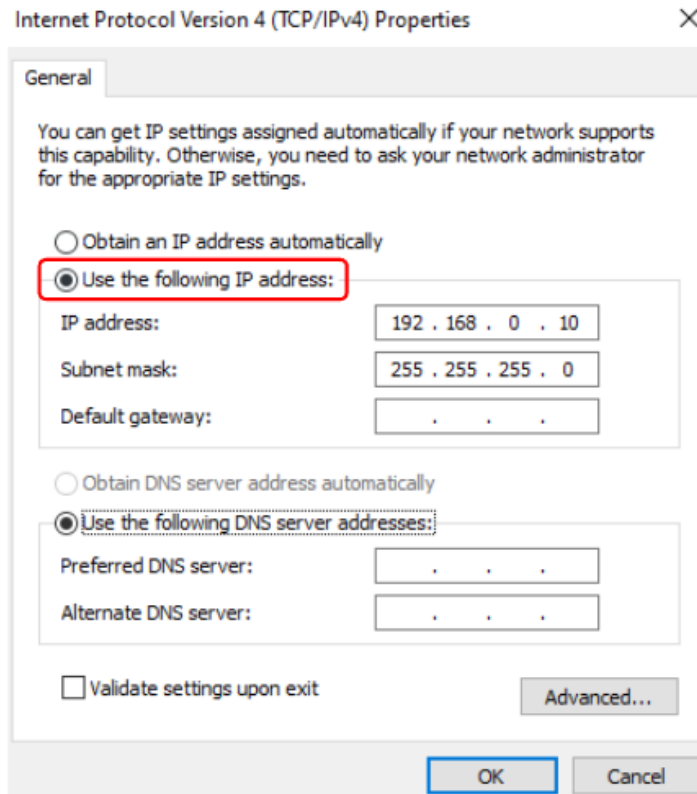 Internet Protocol Version 4 (TCP/IPv4) Properties
General
You can get IP settings assigned automatically if your network supports
this capability. Otherwise, you need to ask your network administrator
for the appropriate IP settings.
Obtain an IP address automatically
Use the following IP address:
IP address: 192 . 168 . 0 . 10
Subnet mask: 255 . 255 . 255 . 0
Default gateway: . . .
Obtain DNS server address automatically
Use the following DNS server addresses:
Preferred DNS server: . . .
Alternate DNS server: . . .
Validate settings upon exit
Advanced...
OK Cancel